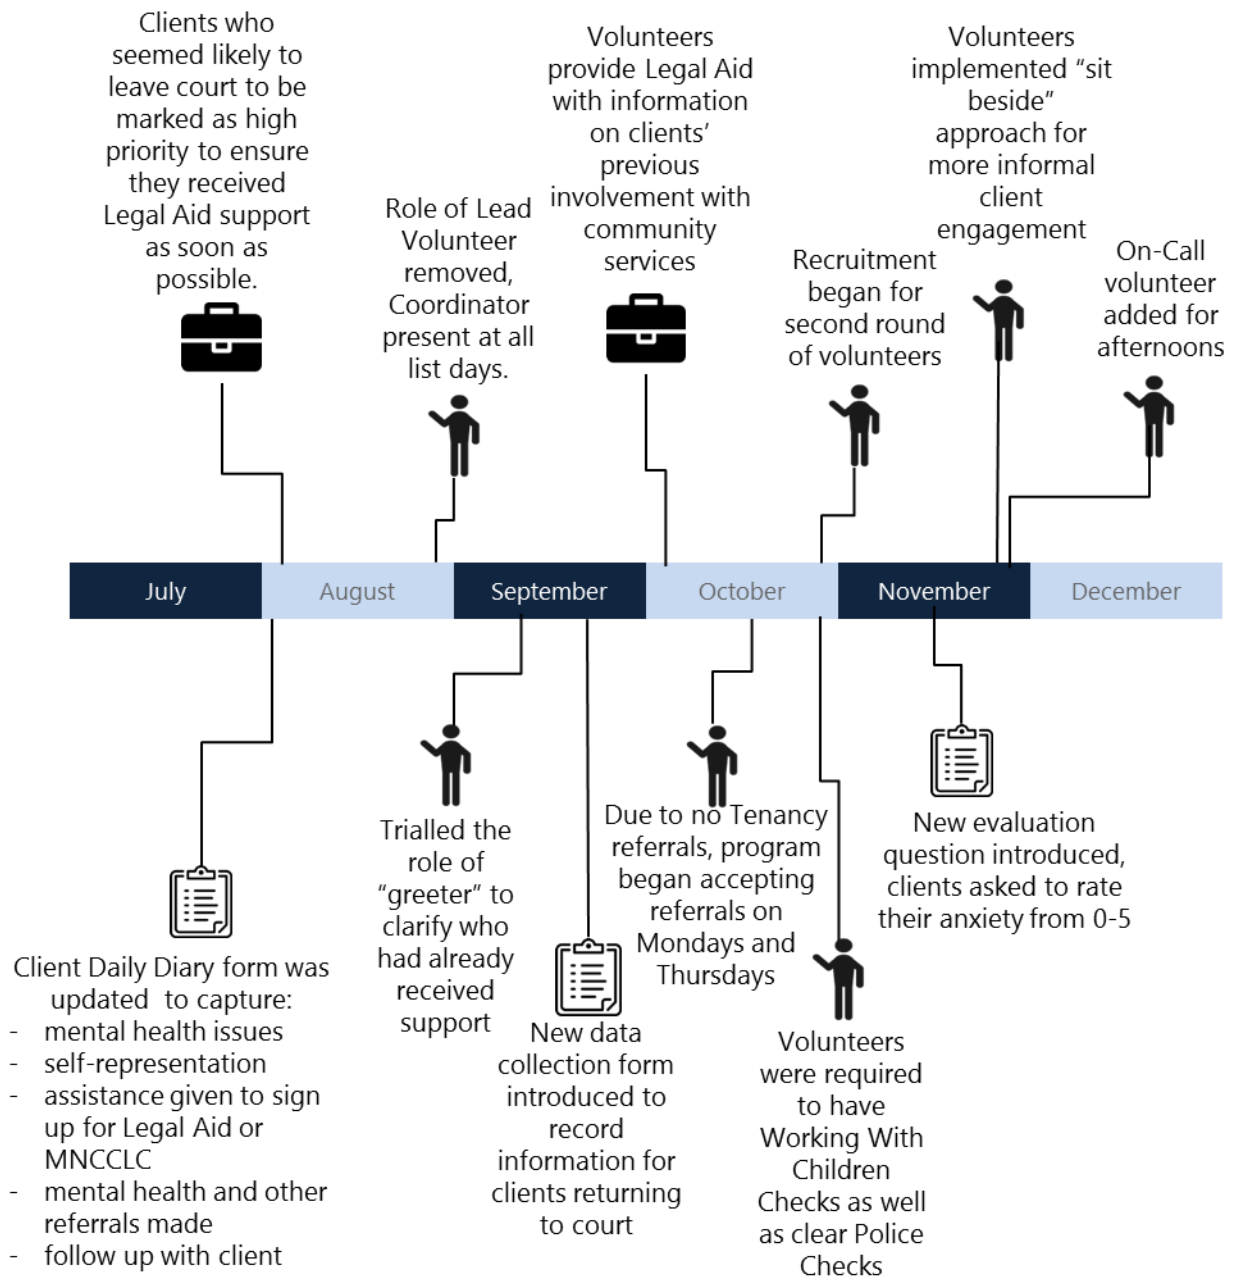 Clients who
seemed likely to
leave court to be
marked as high
priority to ensure
they received
Legal Aid support
as soon as
possible.
Role of Lead
Volunteer
removed,
Coordinator
present at all
list days.
Volunteers
provide Legal Aid
with information
on clients’
previous
involvement with
community
services
Recruitment
began for
second round
of volunteers
Volunteers
implemented “sit
beside”
approach for
more informal
client
engagement
On-Call
volunteer
added for
afternoons
July
August
September
October
November
December
Client Daily Diary form was
updated to capture:
- mental health issues
- self-representation
- assistance given to sign
up for Legal Aid or
MNCCLC
- mental health and other
referrals made
- follow up with client
Trialled the
role of
“greeter” to
clarify who
had already
received
support
New data
collection form
introduced to
record
information for
clients returning
to court
Due to no Tenancy
referrals, program
began accepting
referrals on
Mondays and
Thursdays
Volunteers
were required
to have
Working With
Children
Checks as well
as clear Police
Checks
New evaluation
question introduced,
clients asked to rate
their anxiety from 0-5